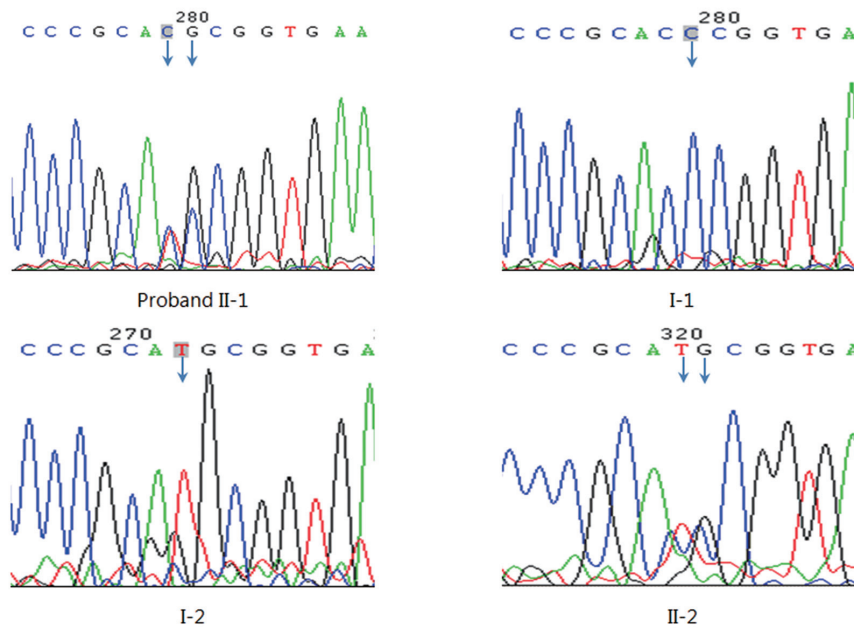 280
C C C G C A C G C G G T G A A
Proband II-1
280
C C C G C A C C C G G T G A
I-1
270
C C C G C A T G C G G T G A
I-2
320
C C C G C A T G C G G T G A
II-2